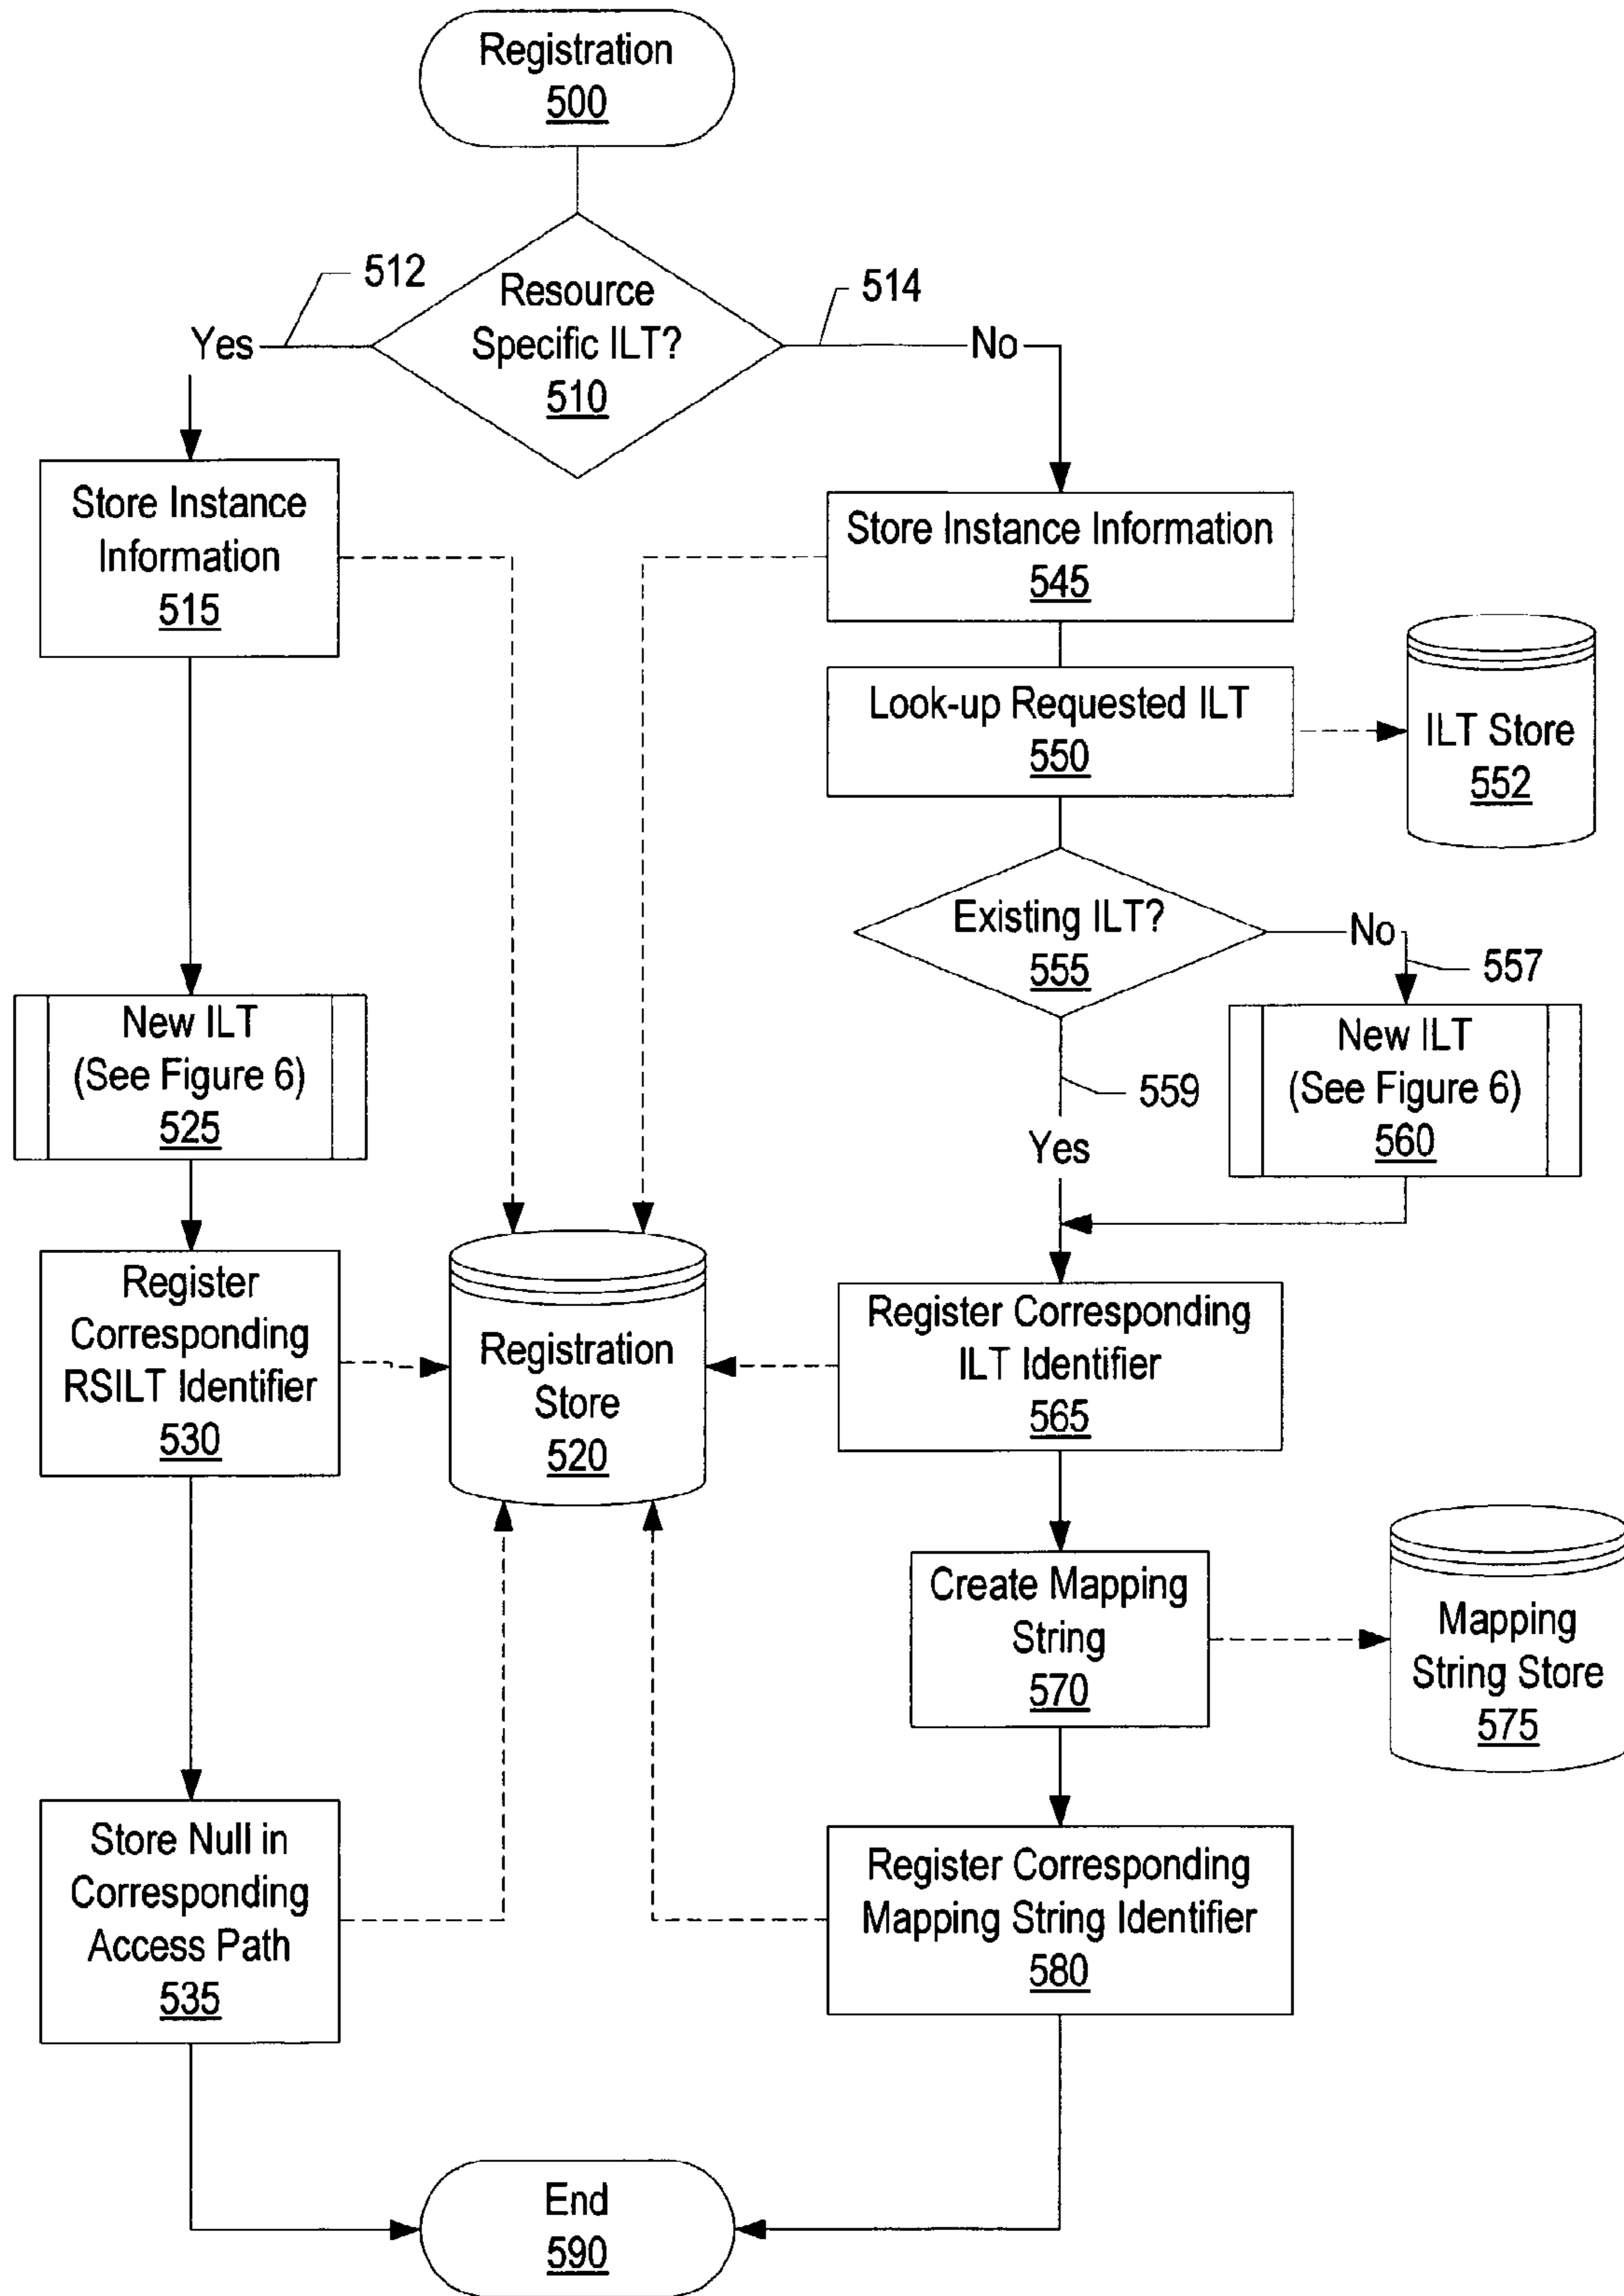 Registration
500
Resource
Specific ILT?
510
512
Yes
514
No
Store Instance
Information
515
Store Instance Information
545
Look-up Requested ILT
550
ILT Store
552
Existing ILT?
555
No
557
559
Yes
New ILT
(See Figure 6)
525
New ILT
(See Figure 6)
560
Register
Corresponding
RSILT Identifier
530
Registration
Store
520
Register Corresponding
ILT Identifier
565
Create Mapping
String
570
Mapping
String Store
575
Store Null in
Corresponding
Access Path
535
Register Corresponding
Mapping String Identifier
580
End
590